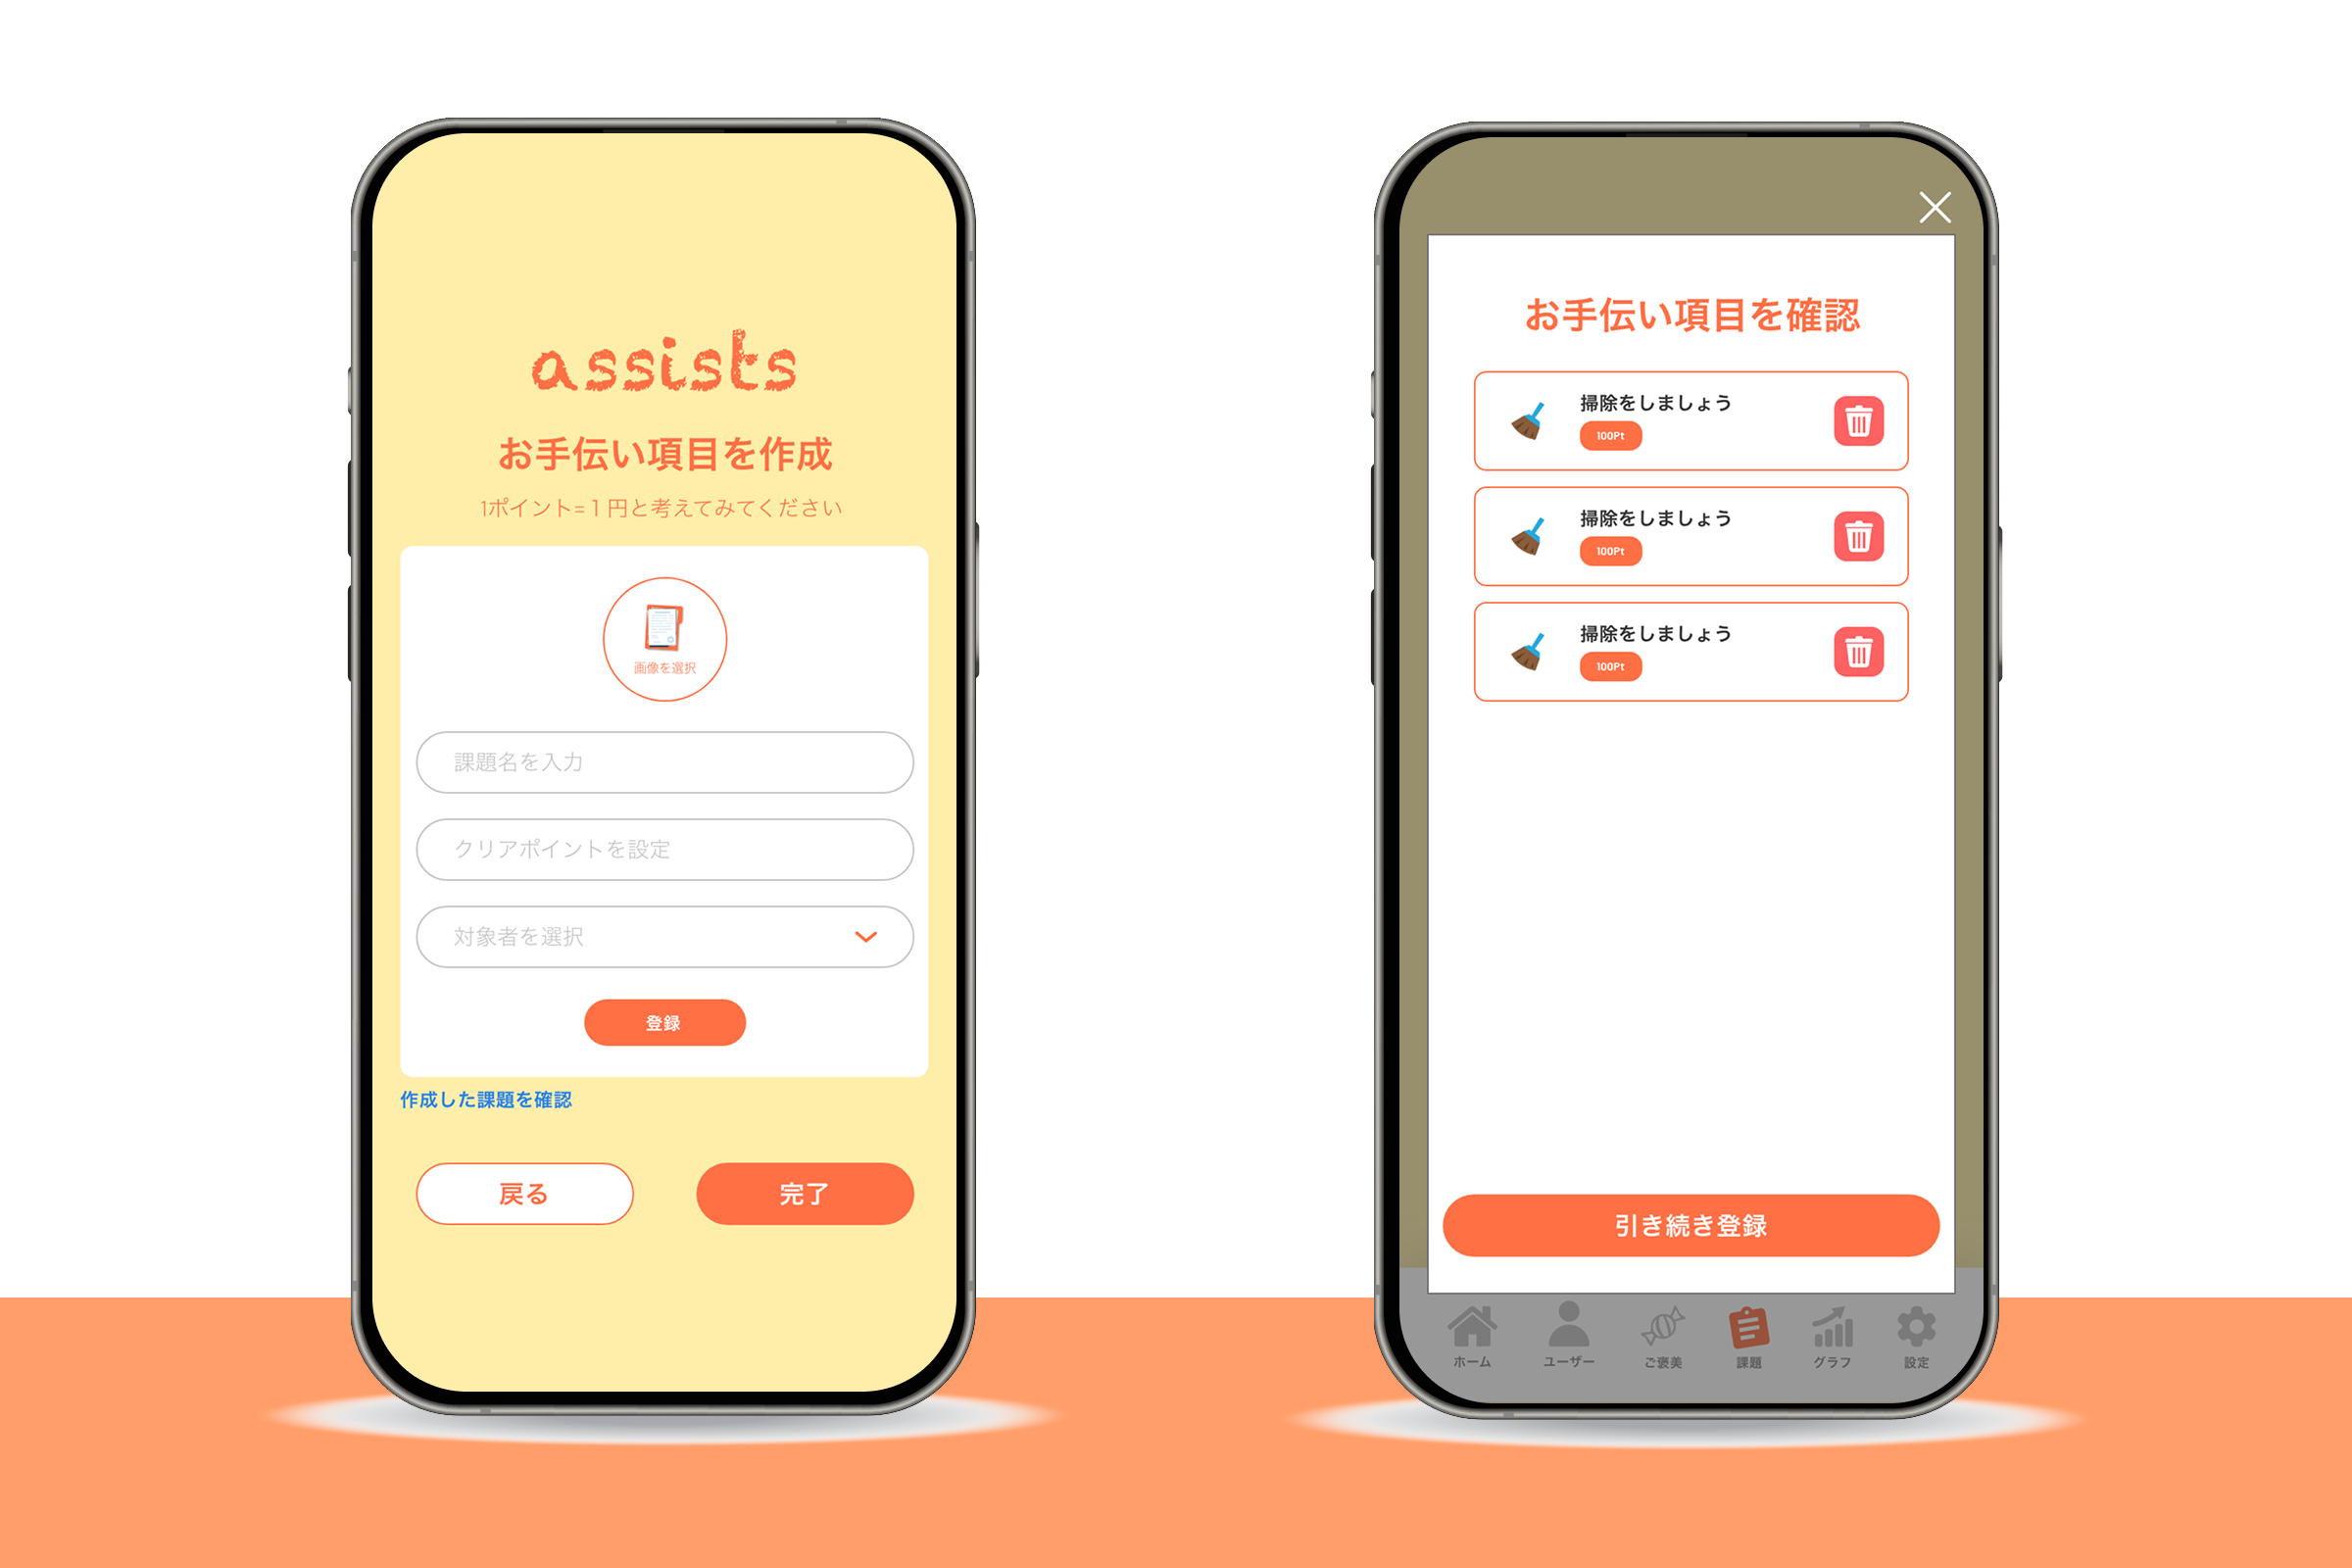 assists
お手伝い項目を作成
1ポイント=1円と考えてみてください
画像を選択
課題名を入力
クリアポイントを設定
対象者を選択
登録
作成した課題を確認
戻る
完了
お手伝い項目を確認
掃除をしましょう
100Pt
掃除をしましょう
100Pt
掃除をしましょう
100Pt
引き続き登録
ホーム
ユーザー
ご褒美
課題
グラフ
設定